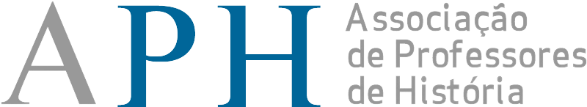 APH
Associação
de Professores
de História